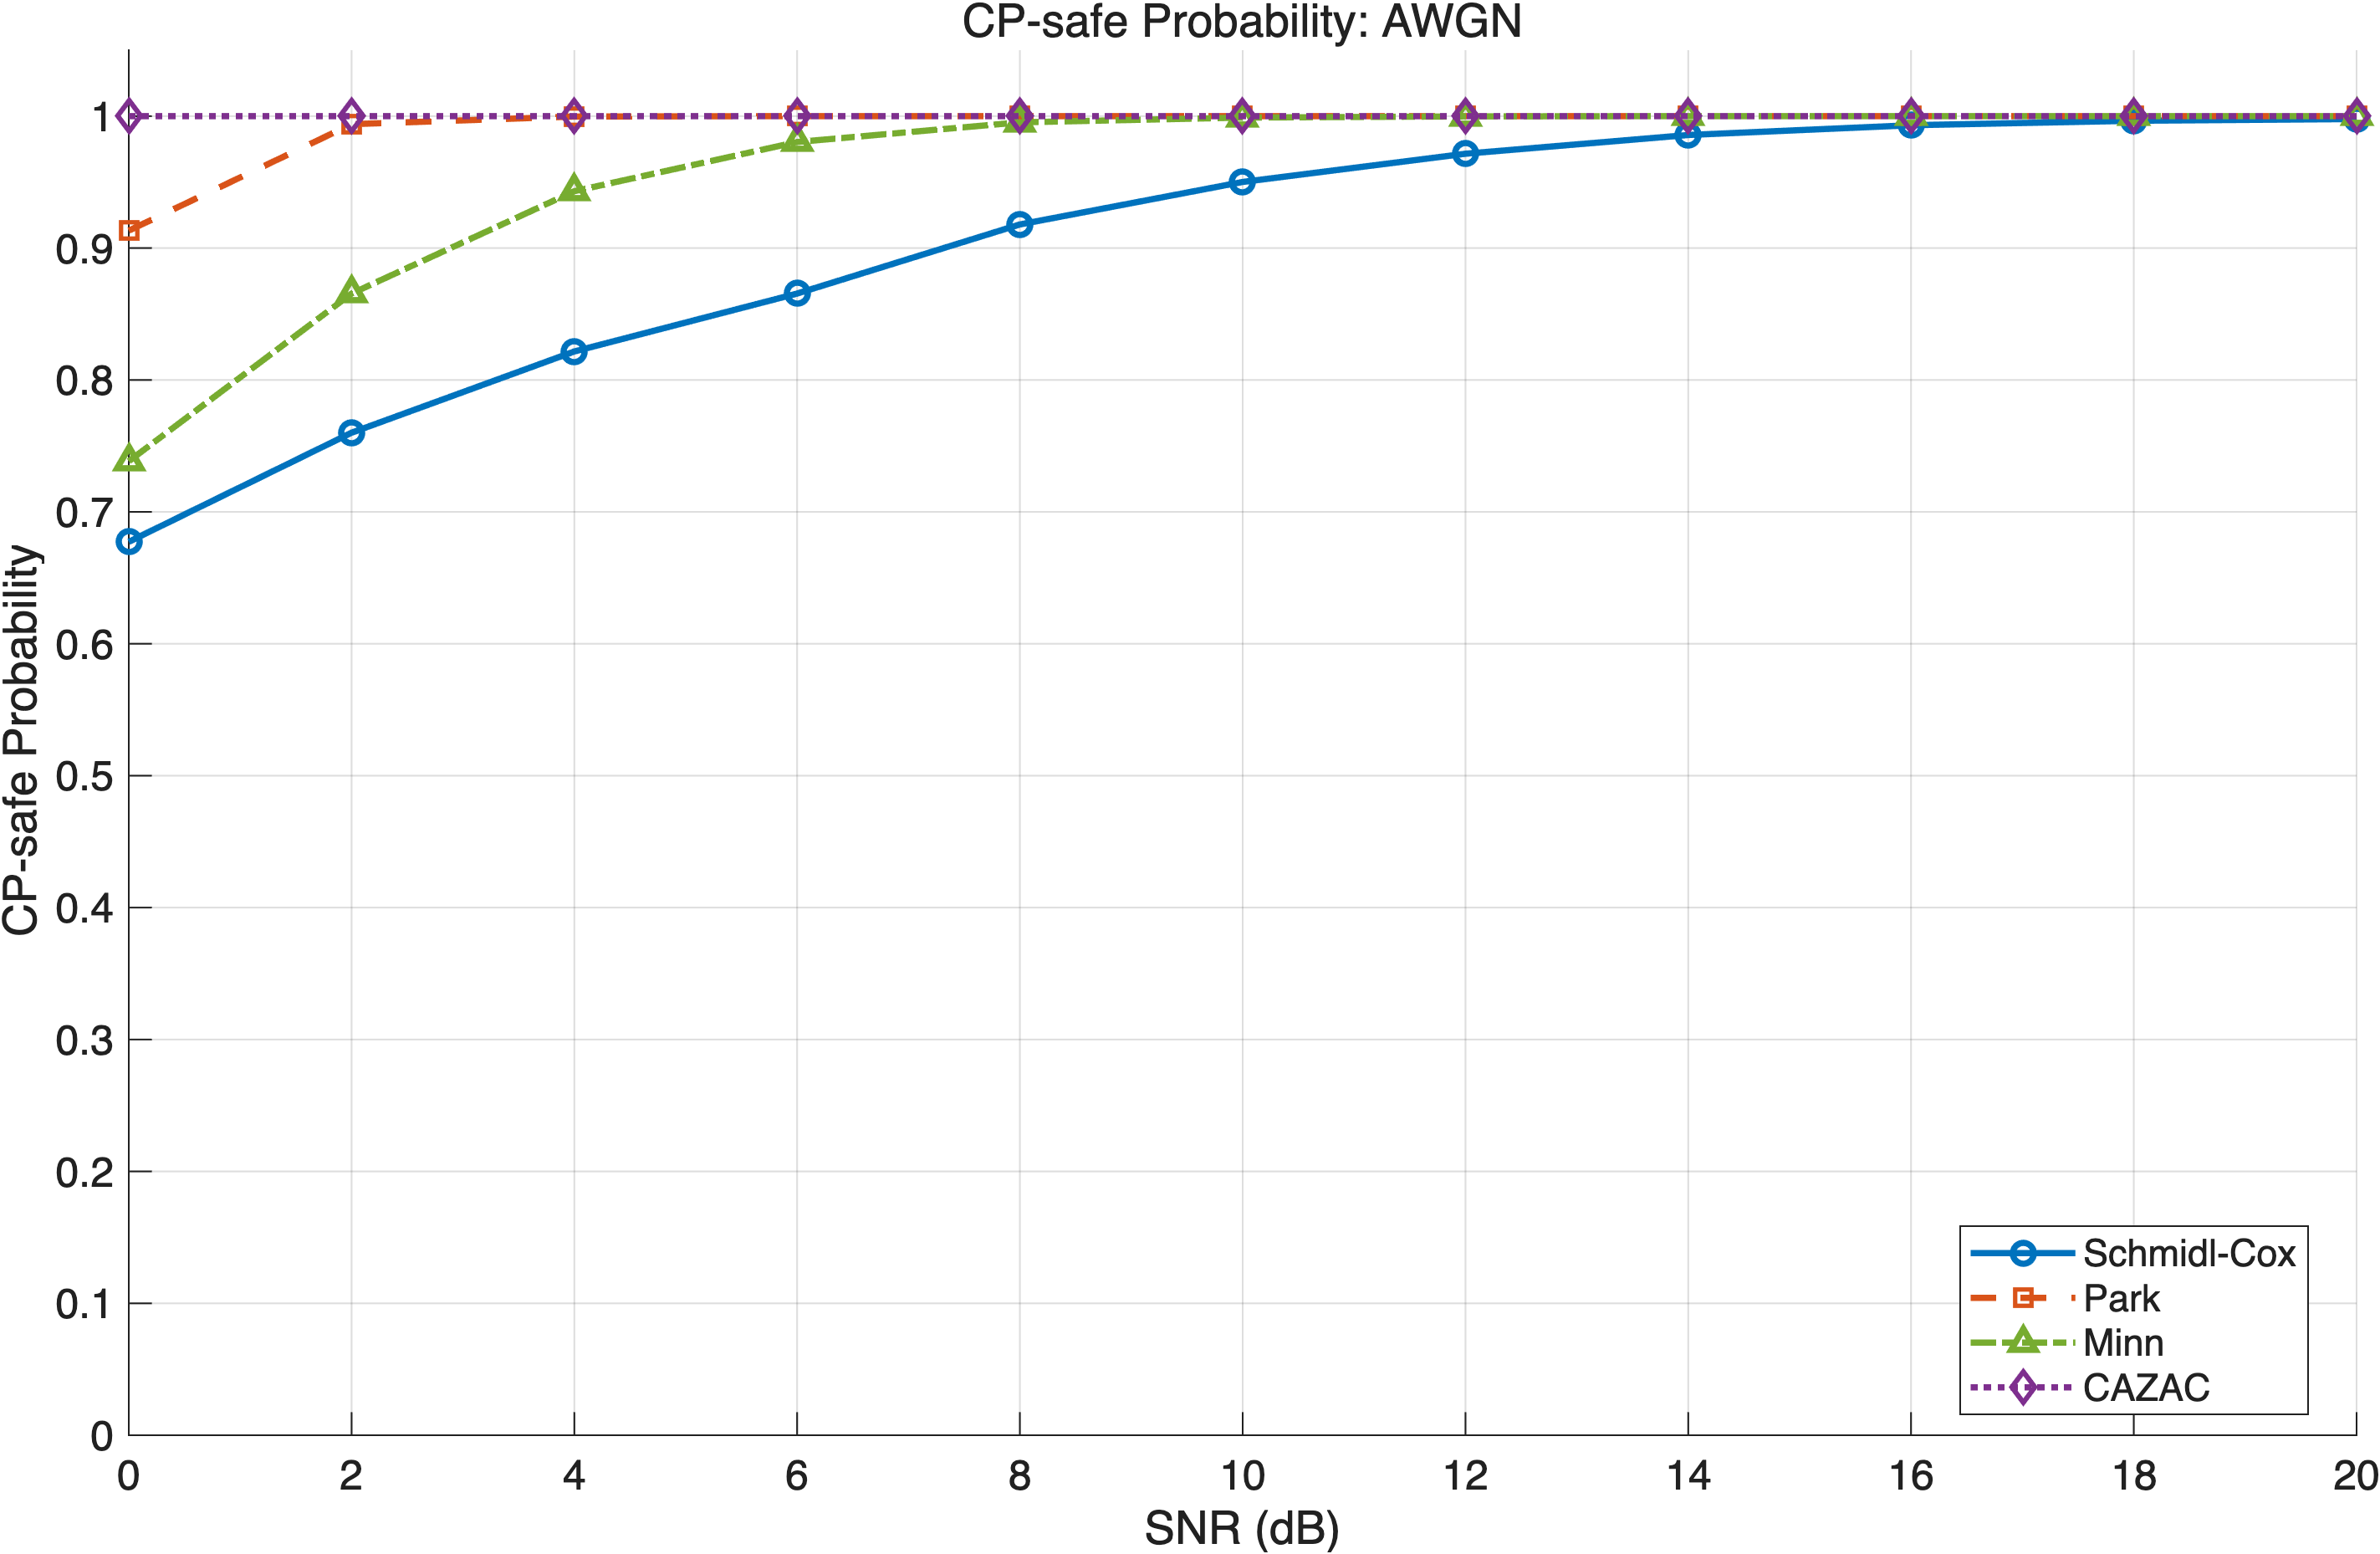 CP-safe Probability: AWGN
CP-safe Probability
1
0.9
0.8
0.7
0.6
0.5
0.4
0.3
0.2
0.1
0
0 2 4 6 8 10 12 14 16 18 20
SNR (dB)
Schmidl-Cox
Park
Minn
CAZAC